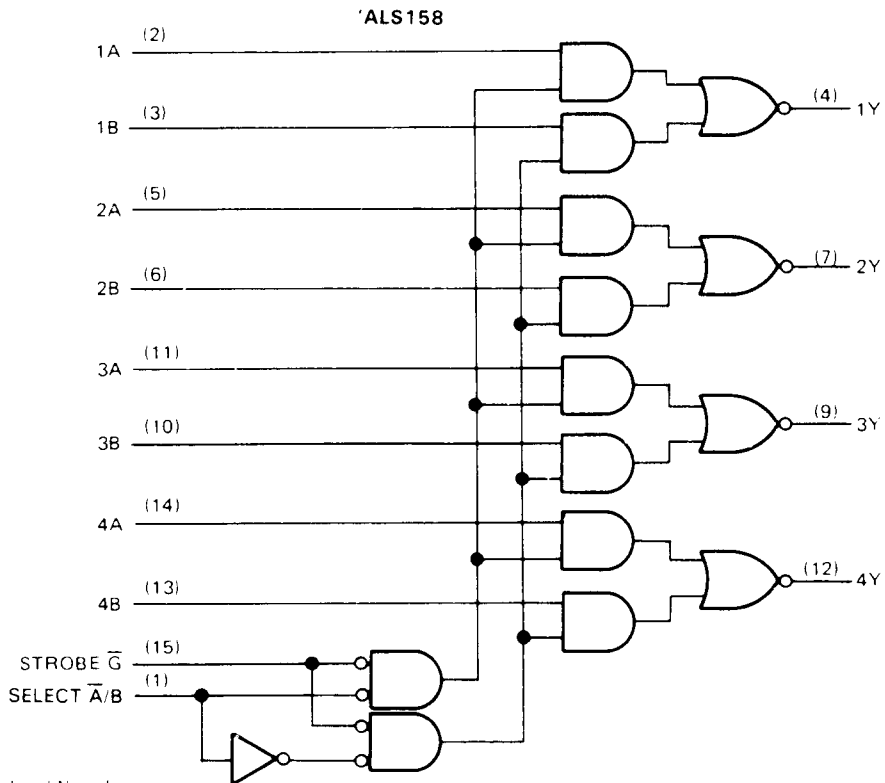 'ALS158
1A (2)
(4) 1Y
1B (3)
2A (5)
(7) 2Y
2B (6)
3A (11)
(9) 3Y
3B (10)
4A (14)
(12) 4Y
4B (13)
STROBE G̅ (15)
SELECT A̅/B (1)